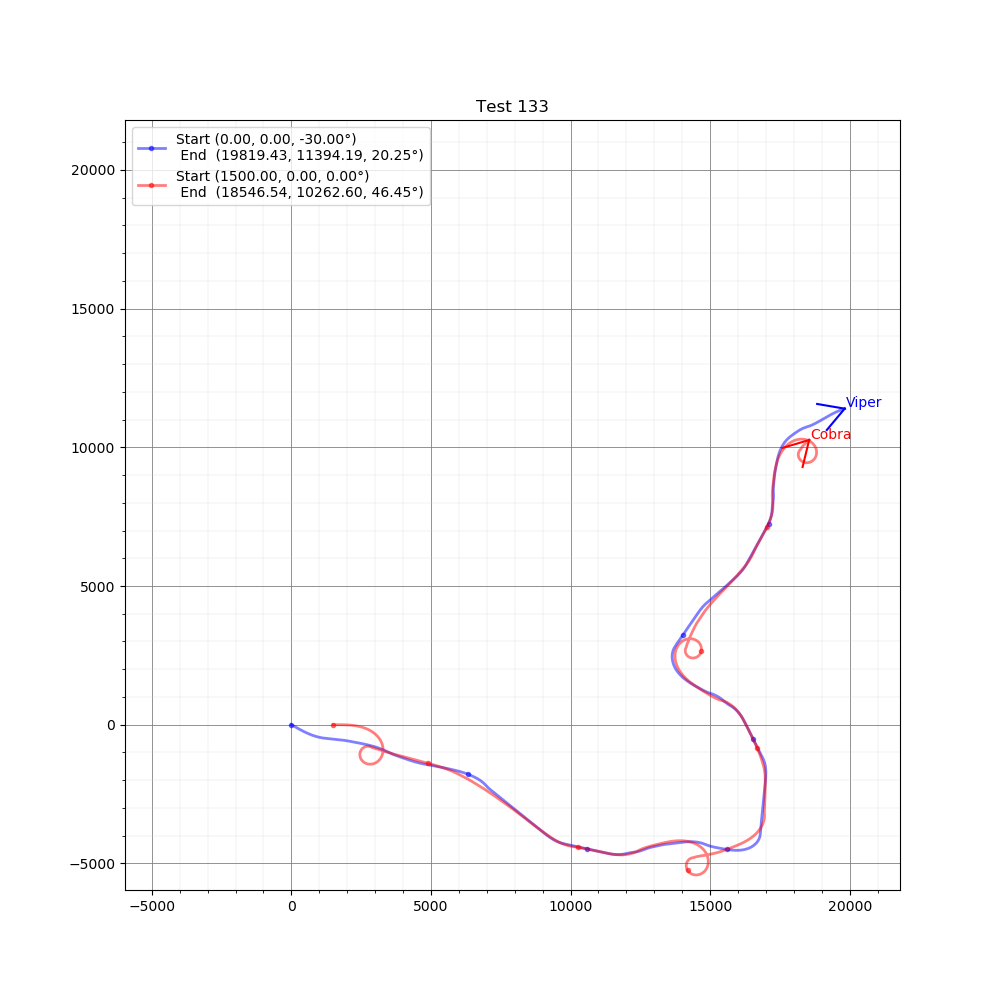 Test 133
Start (0.00, 0.00, -30.00°)
End  (19819.43, 11394.19, 20.25°)
Start (1500.00, 0.00, 0.00°)
End  (18546.54, 10262.60, 46.45°)
20000
15000
10000
5000
0
−5000
Viper
Cobra
−5000 0 5000 10000 15000 20000